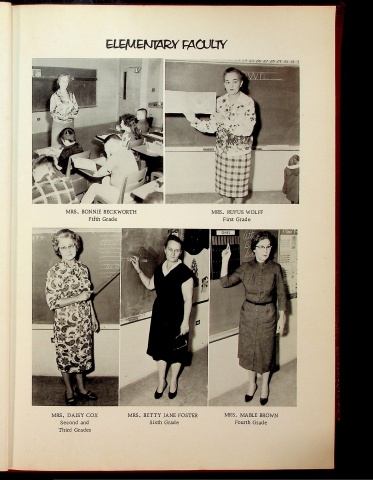 ELEMENTARY FACULTY
MRS. BONNIE BECKWORTH
Fifth Grade
MRS. RUFUS WOLFF
First Grade
MRS. DAISY COX
Second and
Third Grades
MRS. BETTY JANE FOSTER
Sixth Grade
MRS. MABLE BROWN
Fourth Grade